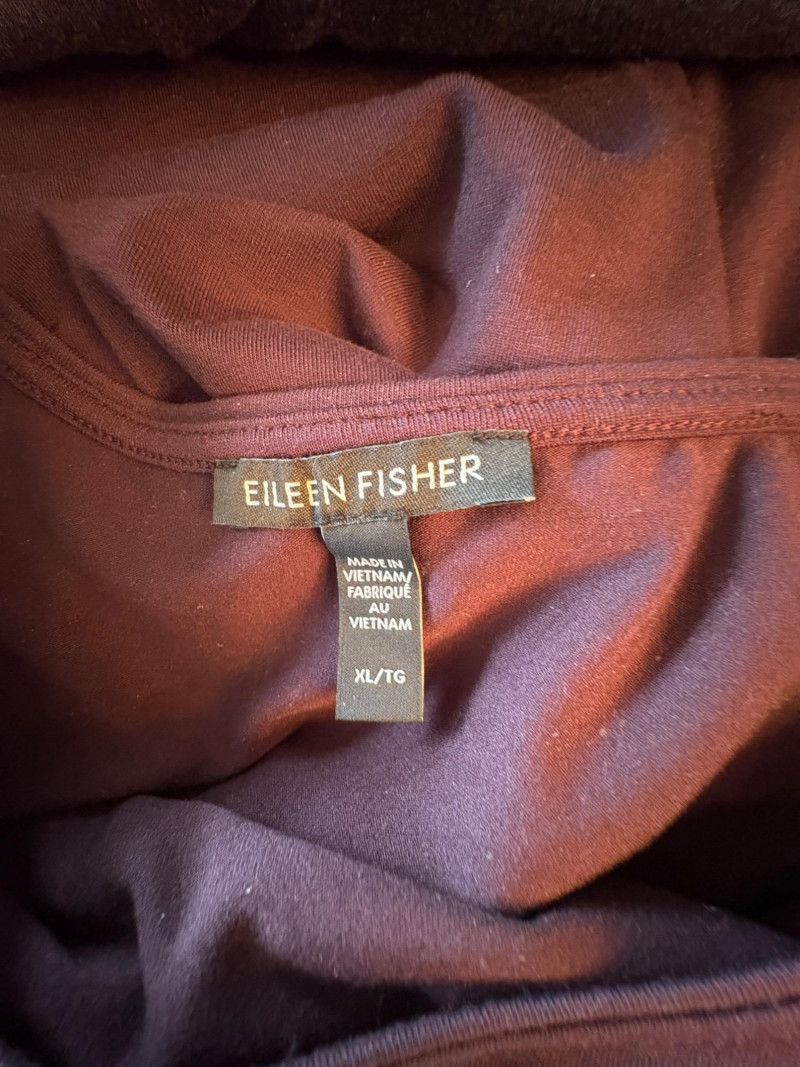 EILEEN FISHER
MADE IN
VIETNAM/
FABRIQUÉ
AU
VIETNAM
XL/TG